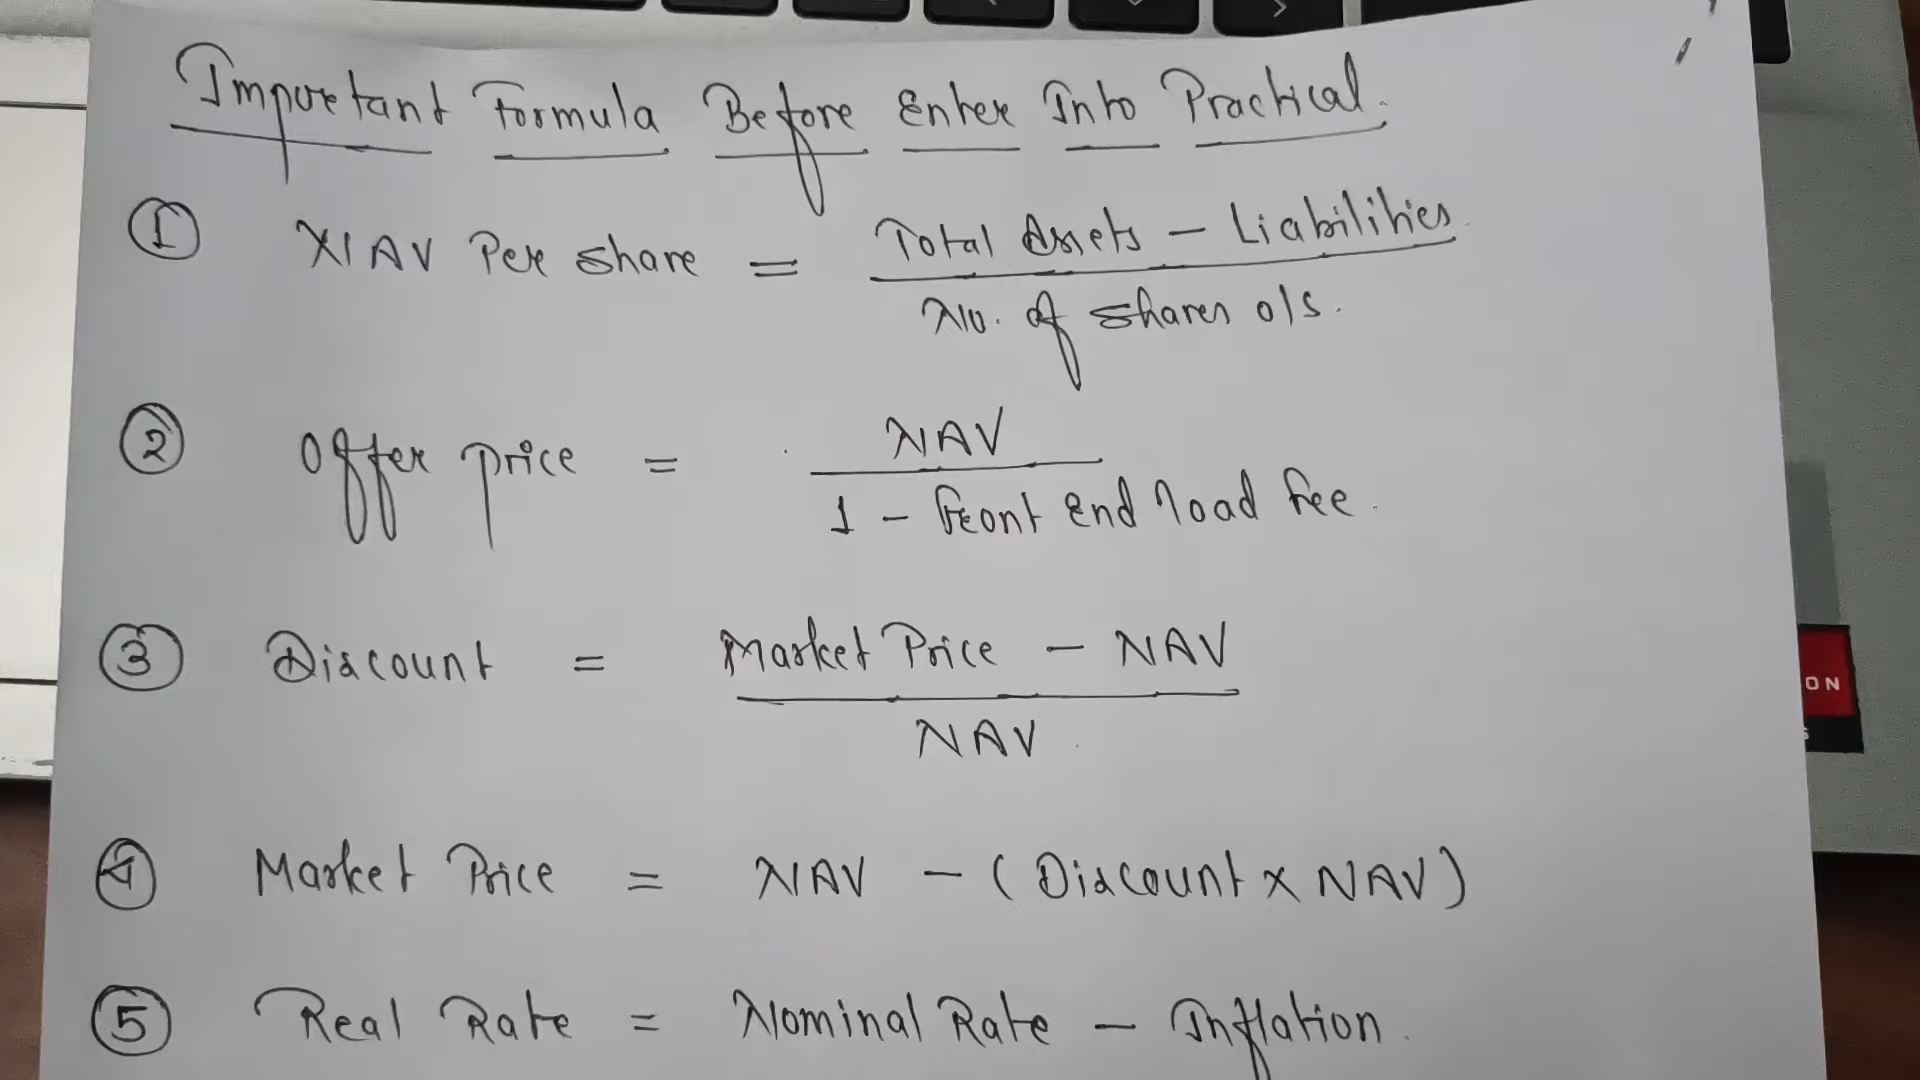 Important Formula Before Enter Into Practical.
① NAV Per share = Total Assets - Liabilities
No. of shares o/s.
② Offer price = NAV
1 - Front end load fee.
③ Discount = Market Price - NAV
NAV
④ Market Price = NAV - (Discount x NAV)
⑤ Real Rate = Nominal Rate - Inflation.
ON